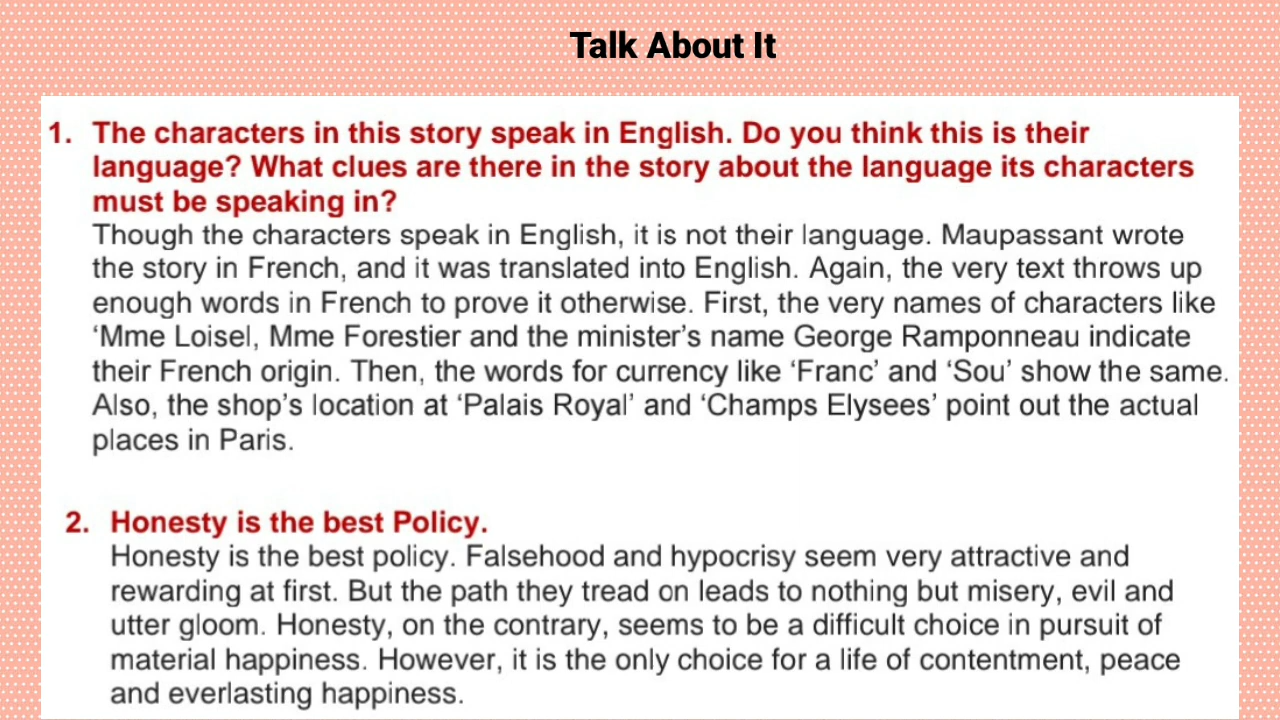 Talk About It
1. The characters in this story speak in English. Do you think this is their
language? What clues are there in the story about the language its characters
must be speaking in?
Though the characters speak in English, it is not their language. Maupassant wrote
the story in French, and it was translated into English. Again, the very text throws up
enough words in French to prove it otherwise. First, the very names of characters like
‘Mme Loisel, Mme Forestier and the minister’s name George Ramponneau indicate
their French origin. Then, the words for currency like ‘Franc’ and ‘Sou’ show the same.
Also, the shop’s location at ‘Palais Royal’ and ‘Champs Elysees’ point out the actual
places in Paris.
2. Honesty is the best Policy.
Honesty is the best policy. Falsehood and hypocrisy seem very attractive and
rewarding at first. But the path they tread on leads to nothing but misery, evil and
utter gloom. Honesty, on the contrary, seems to be a difficult choice in pursuit of
material happiness. However, it is the only choice for a life of contentment, peace
and everlasting happiness.